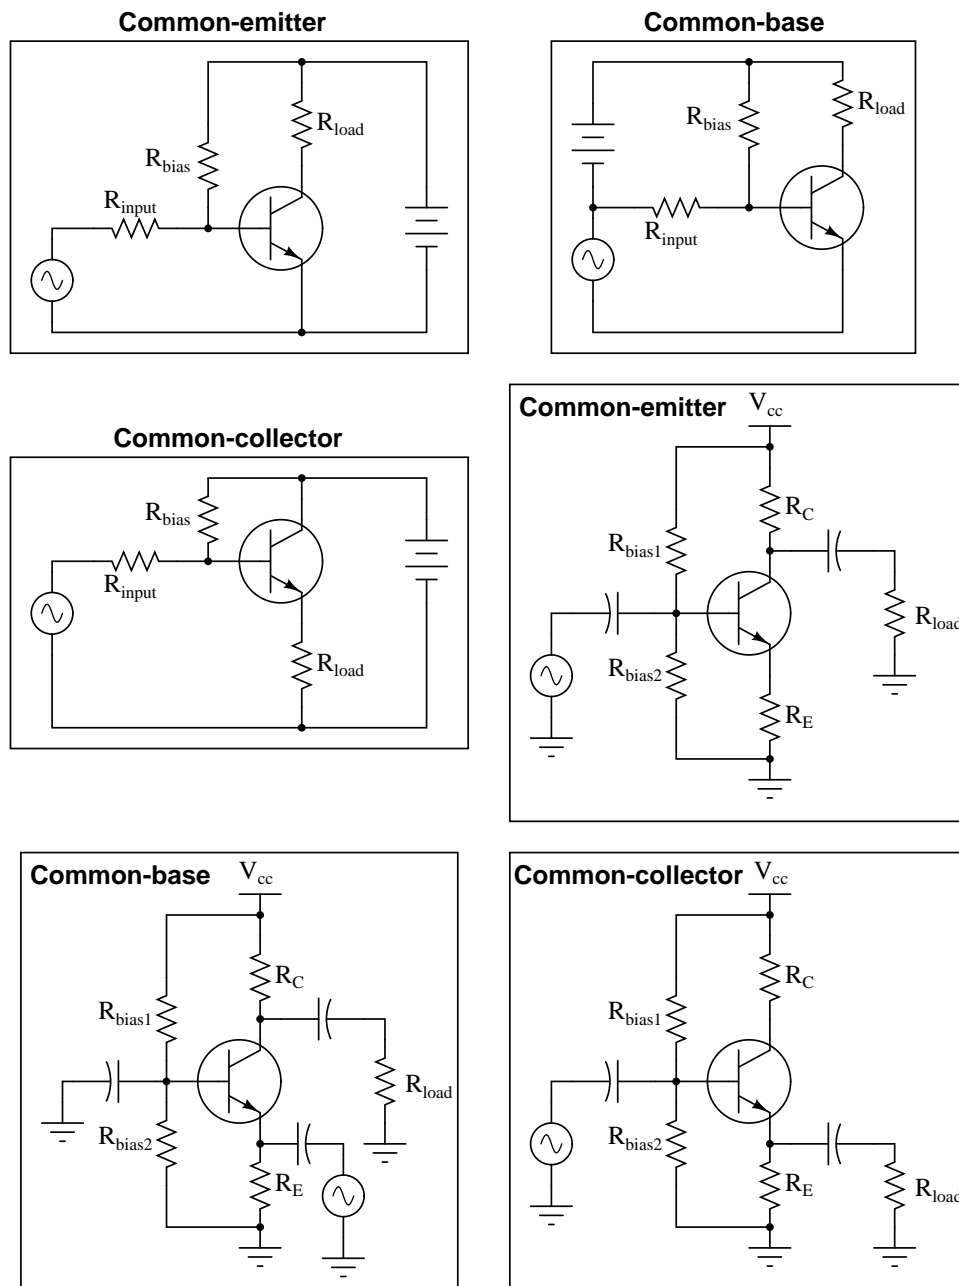 Common-emitter
Common-base
R_bias
R_load
R_input
R_bias
R_load
R_input
Common-collector
R_bias
R_input
R_load
Common-emitter
V_cc
R_C
R_bias1
R_bias2
R_load
R_E
Common-base
V_cc
R_C
R_bias1
R_load
R_bias2
R_E
Common-collector
V_cc
R_C
R_bias1
R_bias2
R_E
R_load